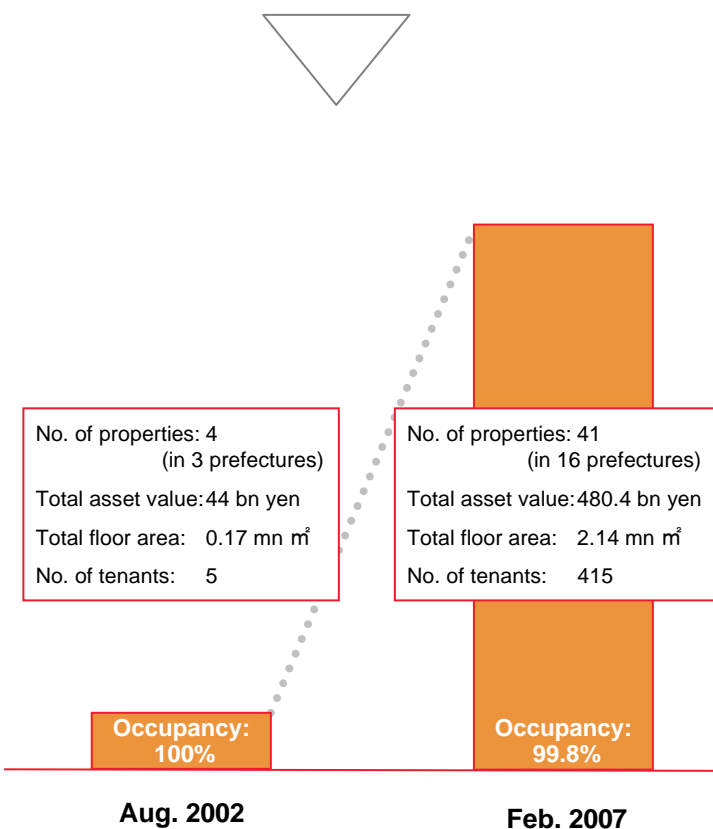 No. of properties: 4
(in 3 prefectures)
Total asset value: 44 bn yen
Total floor area: 0.17 mn ㎡
No. of tenants: 5
No. of properties: 41
(in 16 prefectures)
Total asset value: 480.4 bn yen
Total floor area: 2.14 mn ㎡
No. of tenants: 415
Occupancy:
100%
Occupancy:
99.8%
Aug. 2002
Feb. 2007